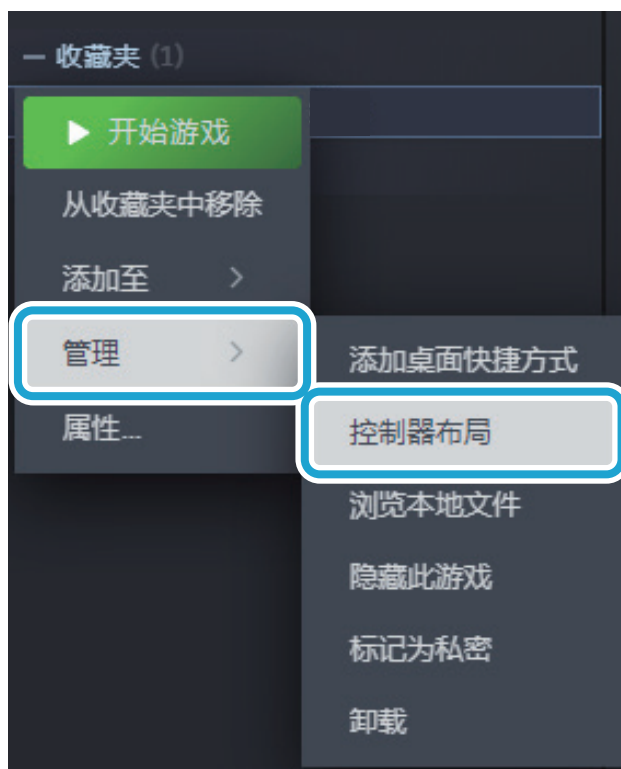 — 收藏夹 (1)
开始游戏
从收藏夹中移除
添加至 >
管理 >
属性...
添加桌面快捷方式
控制器布局
浏览本地文件
隐藏此游戏
标记为私密
卸载